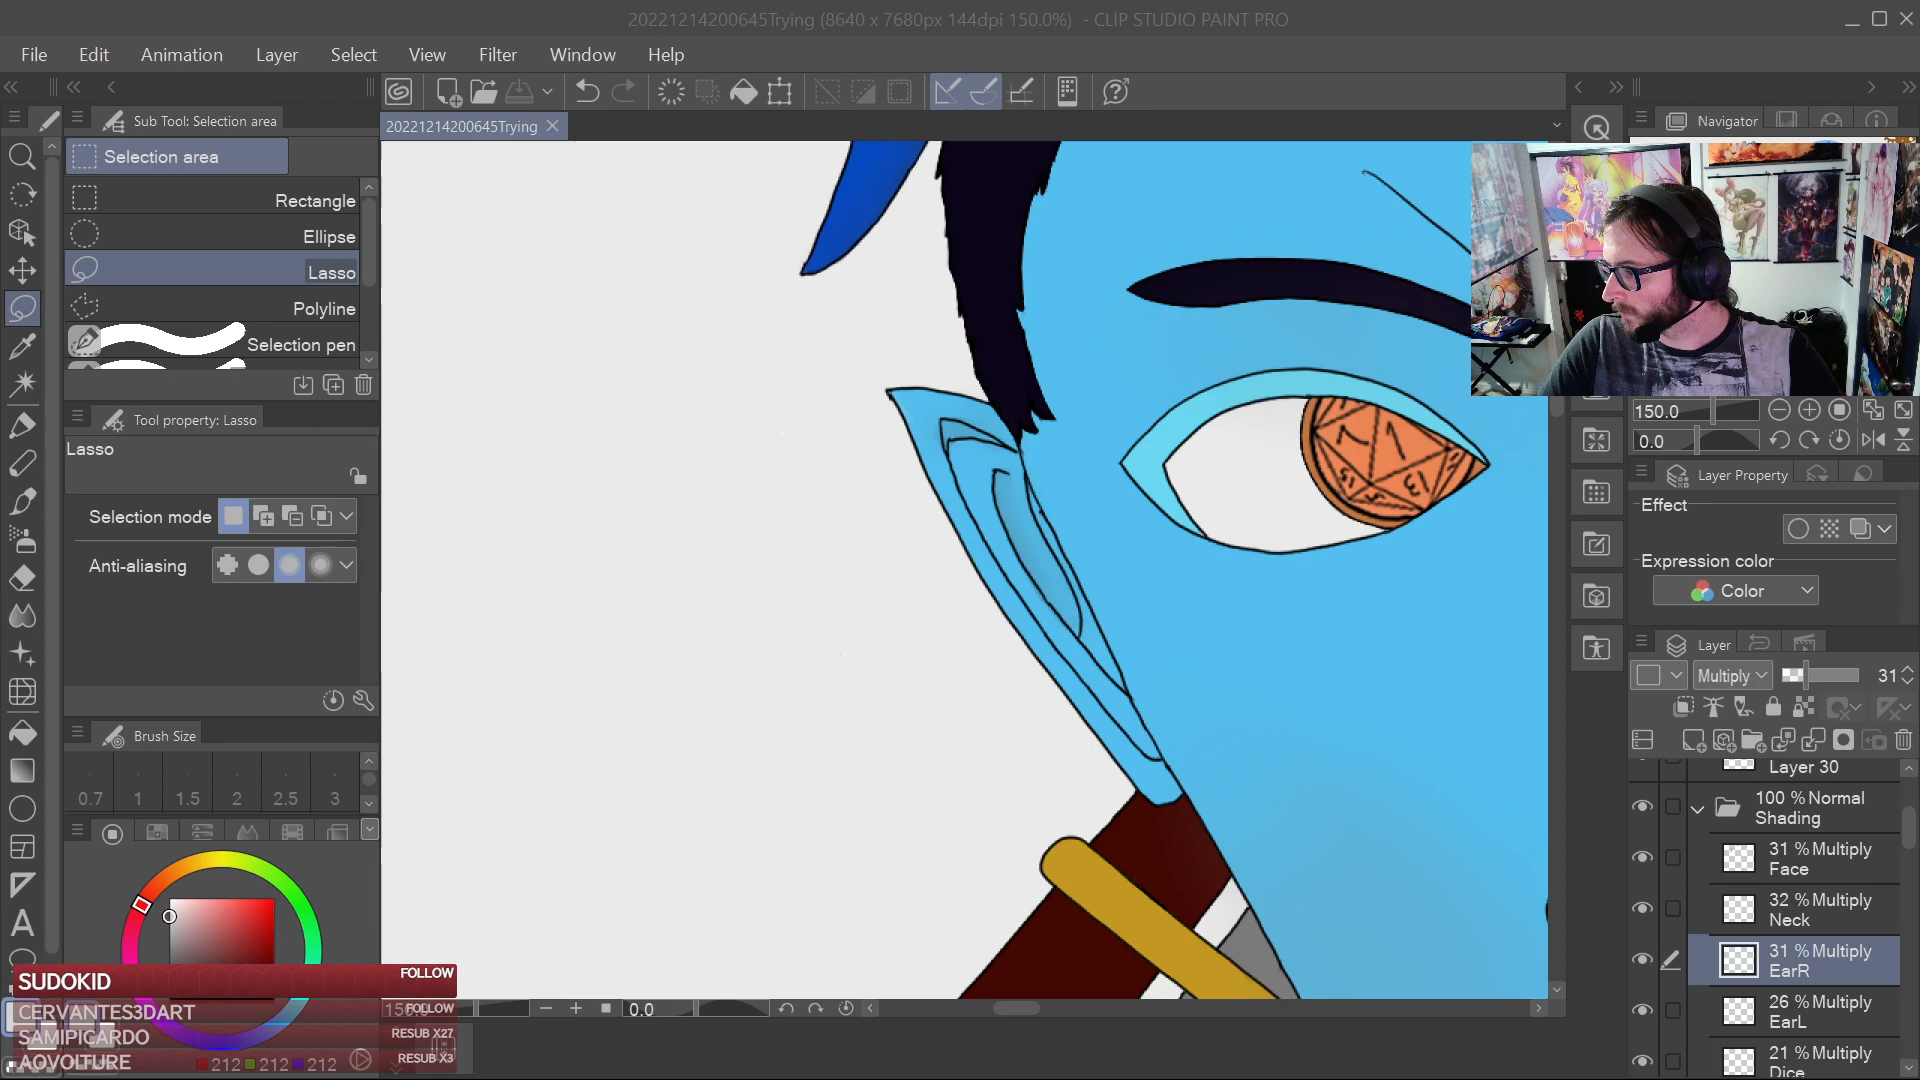 20221214200645Trying (8640 x 7680px 144dpi 150.0%)  - CLIP STUDIO PAINT PRO
File Edit Animation Layer Select View Filter Window Help
Sub Tool: Selection area
20221214200645Trying
Navigator
Selection area
Rectangle
Ellipse
Lasso
Polyline
Selection pen
Tool property: Lasso
Lasso
Selection mode
Anti-aliasing
Brush Size
0.7 1 1.5 2 2.5 3
150.0
0.0
Layer Property
Effect
Expression color
Color
Layer
Multiply 31
Layer 30
100 %Normal
Shading
31 %Multiply
Face
32 %Multiply
Neck
31 %Multiply
EarR
26 %Multiply
EarL
21 %Multiply
Dice
0.0
SUDOKID FOLLOW
CERVANTES3DART FOLLOW
SAMIPICARDO RESUB X27
AOVOLTURE RESUB X3
212 212 212